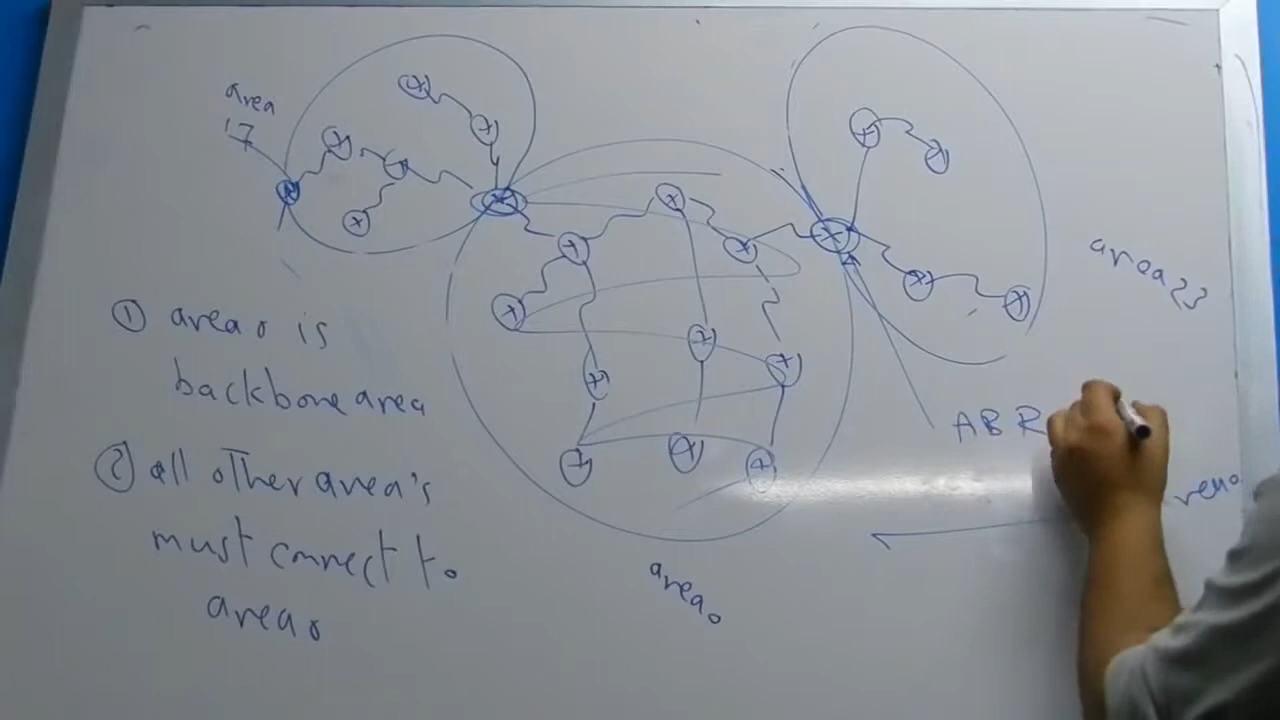 area
17
area 23
① area 0 is
backbone area
② all other area's
must connect to
area 0
ABR
area 0